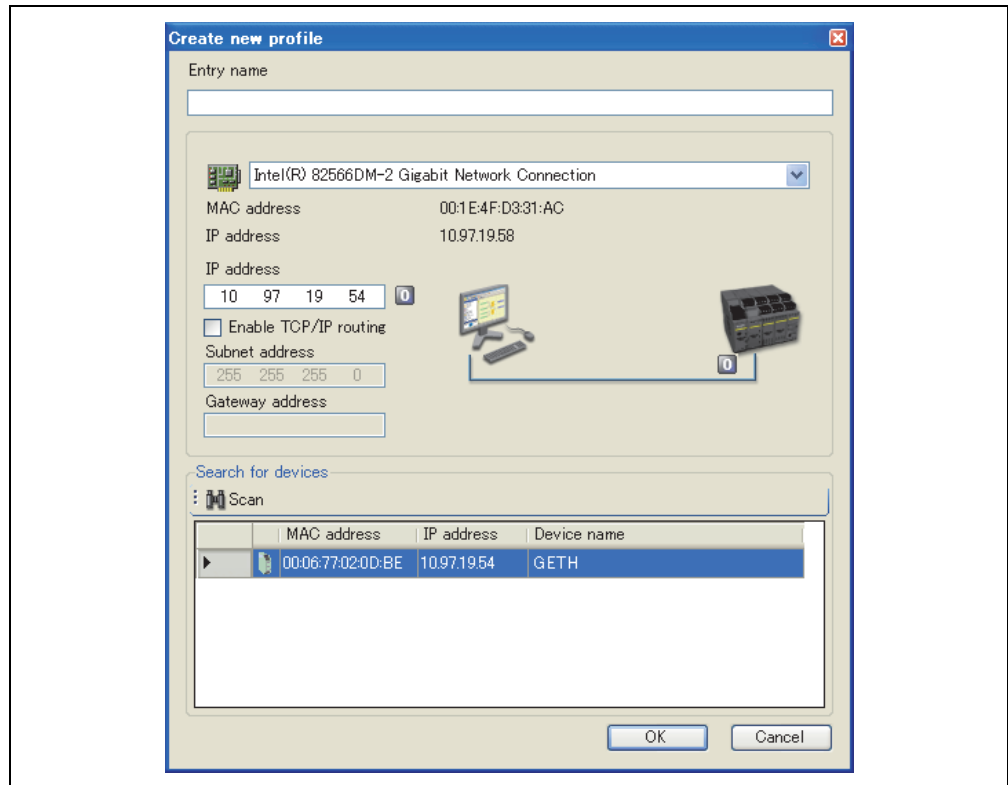 Create new profile
Entry name
Intel(R) 82566DM-2 Gigabit Network Connection
MAC address 00:1E:4F:D3:31:AC
IP address 10.97.19.58
IP address
10 97 19 54 0
Enable TCP/IP routing
Subnet address
255 255 255 0
0
Gateway address
Search for devices
Scan
MAC address IP address Device name
00:06:77:02:0D:BE 10.97.19.54 GETH
OK Cancel